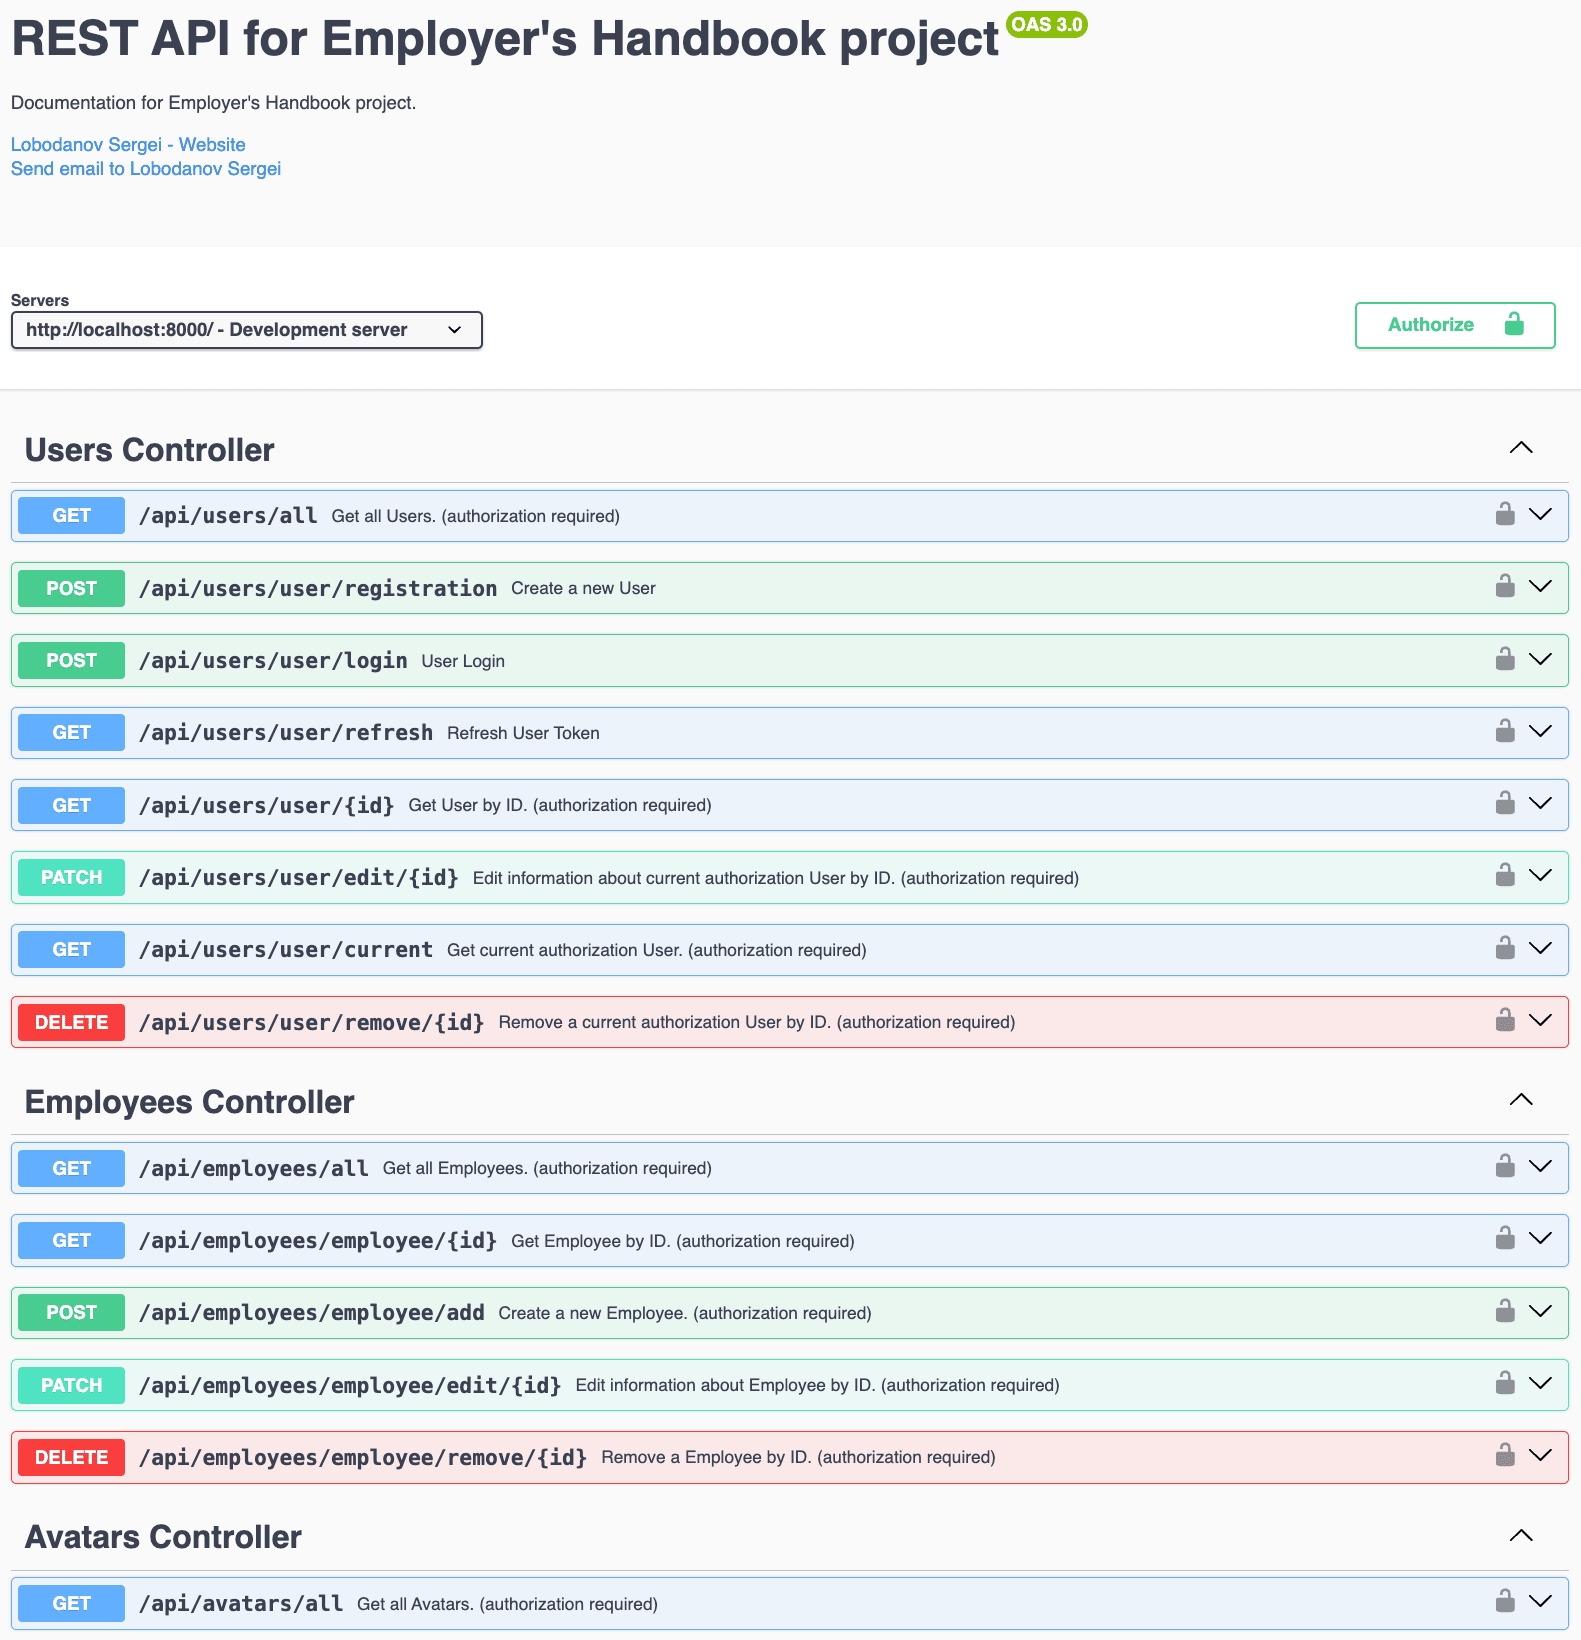 REST API for Employer's Handbook project OAS 3.0
Documentation for Employer's Handbook project.
Lobodanov Sergei - Website
Send email to Lobodanov Sergei
Servers
http://localhost:8000/ - Development server
Authorize
Users Controller
GET /api/users/all Get all Users. (authorization required)
POST /api/users/user/registration Create a new User
POST /api/users/user/login User Login
GET /api/users/user/refresh Refresh User Token
GET /api/users/user/{id} Get User by ID. (authorization required)
PATCH /api/users/user/edit/{id} Edit information about current authorization User by ID. (authorization required)
GET /api/users/user/current Get current authorization User. (authorization required)
DELETE /api/users/user/remove/{id} Remove a current authorization User by ID. (authorization required)
Employees Controller
GET /api/employees/all Get all Employees. (authorization required)
GET /api/employees/employee/{id} Get Employee by ID. (authorization required)
POST /api/employees/employee/add Create a new Employee. (authorization required)
PATCH /api/employees/employee/edit/{id} Edit information about Employee by ID. (authorization required)
DELETE /api/employees/employee/remove/{id} Remove a Employee by ID. (authorization required)
Avatars Controller
GET /api/avatars/all Get all Avatars. (authorization required)